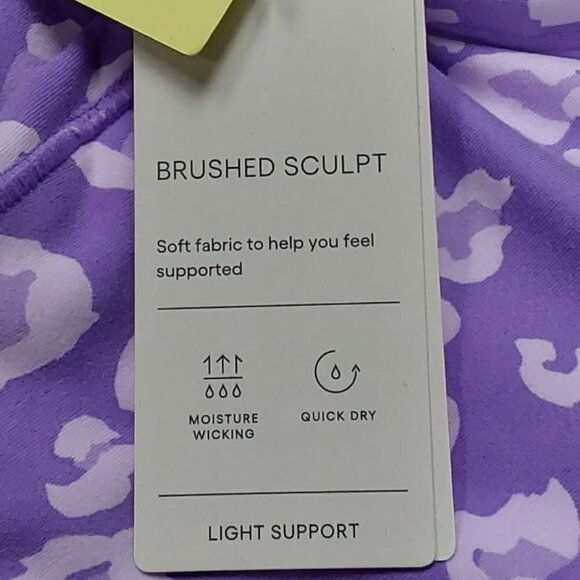 BRUSHED SCULPT
Soft fabric to help you feel
supported
MOISTURE
WICKING
QUICK DRY
LIGHT SUPPORT